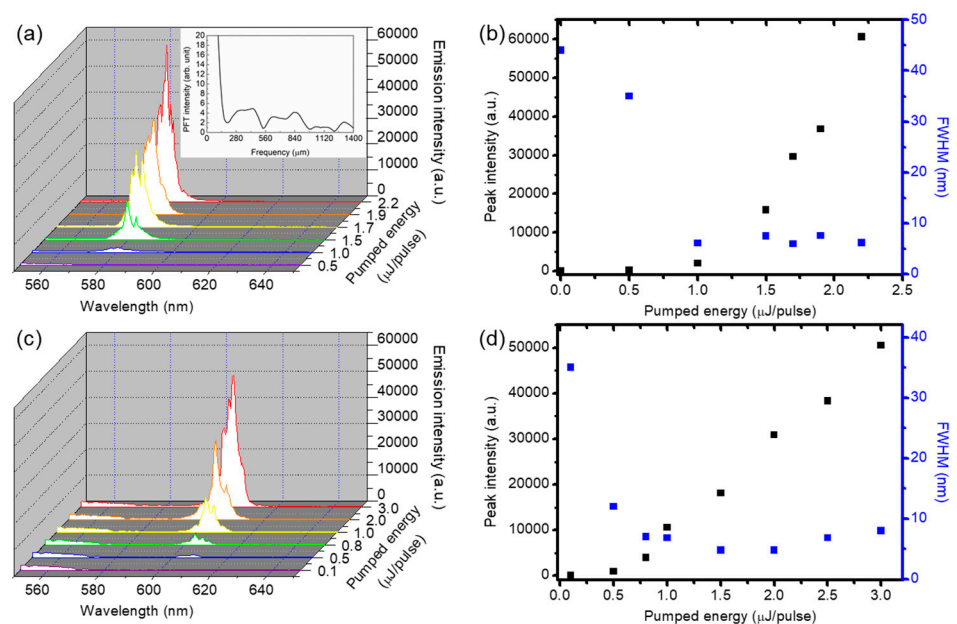 (a)
PFT intensity (arb. unit)
20
18
16
14
12
10
8
6
4
2
0
0 280 560 840 1120 1400
Frequency (μm)
60000
50000
40000
30000
20000
10000
0
Emission intensity (a.u.)
2.2
1.9
1.7
1.5
1.0
0.5
Pumped energy
(μJ/pulse)
560 580 600 620 640
Wavelength (nm)
(b)
Peak intensity (a.u.)
60000
50000
40000
30000
20000
10000
0
50
40
30
20
10
0
FWHM (nm)
0.0 0.5 1.0 1.5 2.0 2.5
Pumped energy (μJ/pulse)
(c)
60000
50000
40000
30000
20000
10000
0
Emission intensity (a.u.)
3.0
2.0
1.0
0.8
0.5
0.1
Pumped energy
(μJ/pulse)
560 580 600 620 640
Wavelength (nm)
(d)
Peak intensity (a.u.)
50000
40000
30000
20000
10000
0
40
30
20
10
0
FWHM (nm)
0.0 0.5 1.0 1.5 2.0 2.5 3.0
Pumped energy (μJ/pulse)